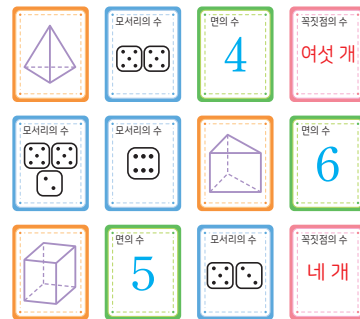 모서리의 수
면의 수
4
꼭짓점의 수
여섯 개
모서리의 수
모서리의 수
면의 수
6
면의 수
5
모서리의 수
꼭짓점의 수
네 개